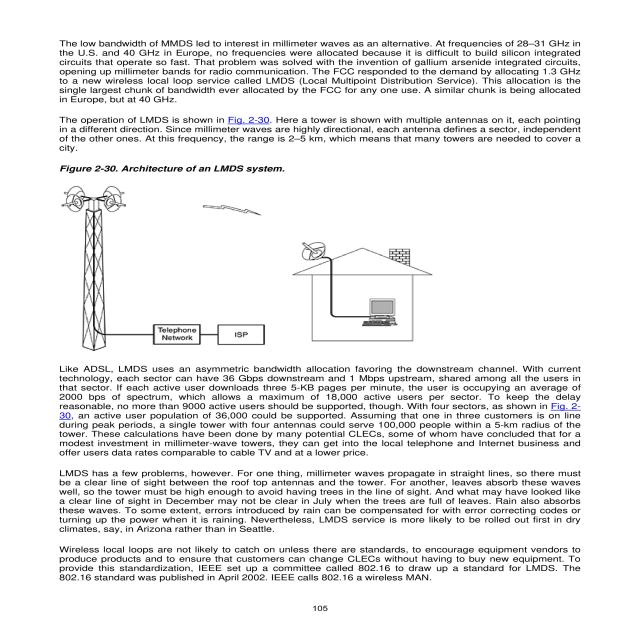 The low bandwidth of MMDS led to interest in millimeter waves as an alternative. At frequencies of 28–31 GHz in
the U.S. and 40 GHz in Europe, no frequencies were allocated because it is difficult to build silicon integrated
circuits that operate so fast. That problem was solved with the invention of gallium arsenide integrated circuits,
opening up millimeter bands for radio communication. The FCC responded to the demand by allocating 1.3 GHz
to a new wireless local loop service called LMDS (Local Multipoint Distribution Service). This allocation is the
single largest chunk of bandwidth ever allocated by the FCC for any one use. A similar chunk is being allocated
in Europe, but at 40 GHz.
The operation of LMDS is shown in Fig. 2-30. Here a tower is shown with multiple antennas on it, each pointing
in a different direction. Since millimeter waves are highly directional, each antenna defines a sector, independent
of the other ones. At this frequency, the range is 2–5 km, which means that many towers are needed to cover a
city.
Figure 2-30. Architecture of an LMDS system.
Telephone
Network
ISP
Like ADSL, LMDS uses an asymmetric bandwidth allocation favoring the downstream channel. With current
technology, each sector can have 36 Gbps downstream and 1 Mbps upstream, shared among all the users in
that sector. If each active user downloads three 5-KB pages per minute, the user is occupying an average of
2000 bps of spectrum, which allows a maximum of 18,000 active users per sector. To keep the delay
reasonable, no more than 9000 active users should be supported, though. With four sectors, as shown in Fig. 2-
30, an active user population of 36,000 could be supported. Assuming that one in three customers is on line
during peak periods, a single tower with four antennas could serve 100,000 people within a 5-km radius of the
tower. These calculations have been done by many potential CLECs, some of whom have concluded that for a
modest investment in millimeter-wave towers, they can get into the local telephone and Internet business and
offer users data rates comparable to cable TV and at a lower price.
LMDS has a few problems, however. For one thing, millimeter waves propagate in straight lines, so there must
be a clear line of sight between the roof top antennas and the tower. For another, leaves absorb these waves
well, so the tower must be high enough to avoid having trees in the line of sight. And what may have looked like
a clear line of sight in December may not be clear in July when the trees are full of leaves. Rain also absorbs
these waves. To some extent, errors introduced by rain can be compensated for with error correcting codes or
turning up the power when it is raining. Nevertheless, LMDS service is more likely to be rolled out first in dry
climates, say, in Arizona rather than in Seattle.
Wireless local loops are not likely to catch on unless there are standards, to encourage equipment vendors to
produce products and to ensure that customers can change CLECs without having to buy new equipment. To
provide this standardization, IEEE set up a committee called 802.16 to draw up a standard for LMDS. The
802.16 standard was published in April 2002. IEEE calls 802.16 a wireless MAN.
105